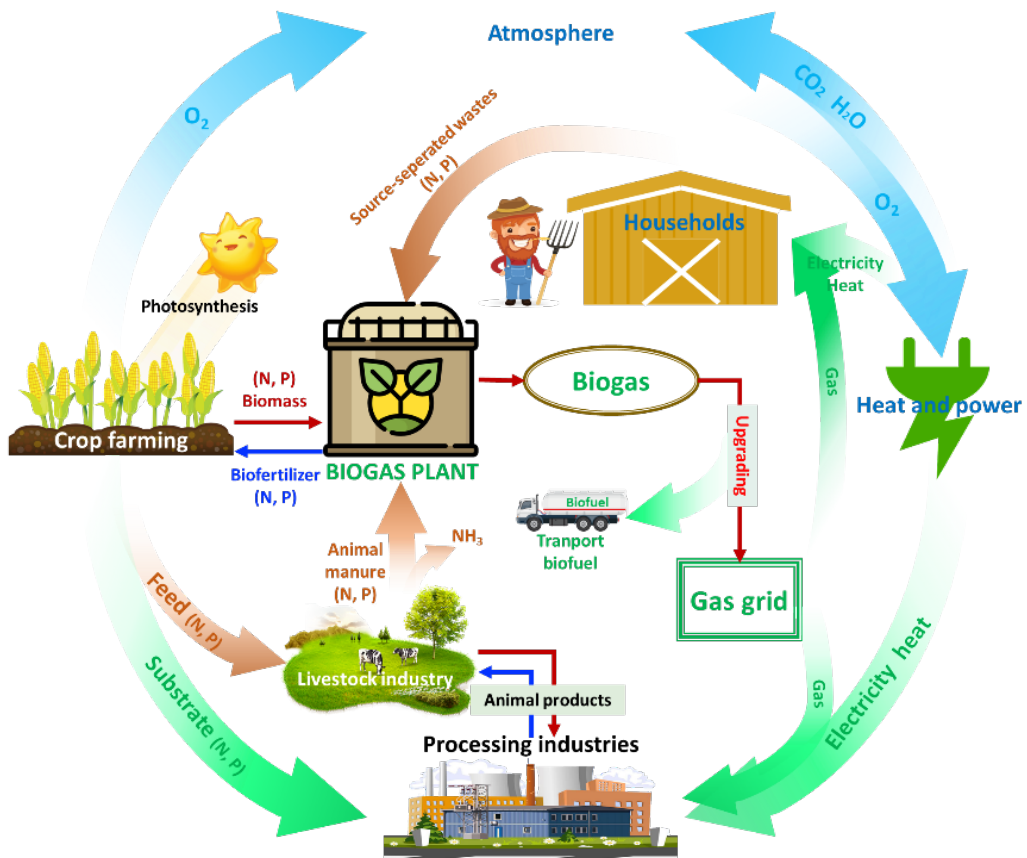 Atmosphere
O₂
CO₂ H₂O
O₂
Source-seperated wastes
(N, P)
Households
Electricity
Heat
Photosynthesis
(N, P)
Biomass
Crop farming
Biofertilizer
(N, P)
BIOGAS PLANT
Biogas
Upgrading
Gas
Heat and power
Biofuel
Tranport
biofuel
Gas grid
Animal
manure
(N, P)
NH₃
Feed (N, P)
Substrate (N, P)
Livestock industry
Animal products
Processing industries
Gas
Electricity heat